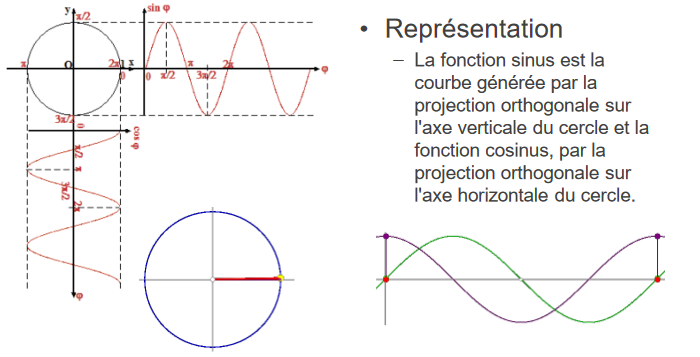 y
π/2
sin φ
π
O
2π
1
x
0
0
π/2
π
3π/2
2π
φ
3π/2
0
cos φ
π/2
π
3π/2
2π
φ
• Représentation
– La fonction sinus est la
courbe générée par la
projection orthogonale sur
l'axe verticale du cercle et la
fonction cosinus, par la
projection orthogonale sur
l'axe horizontale du cercle.